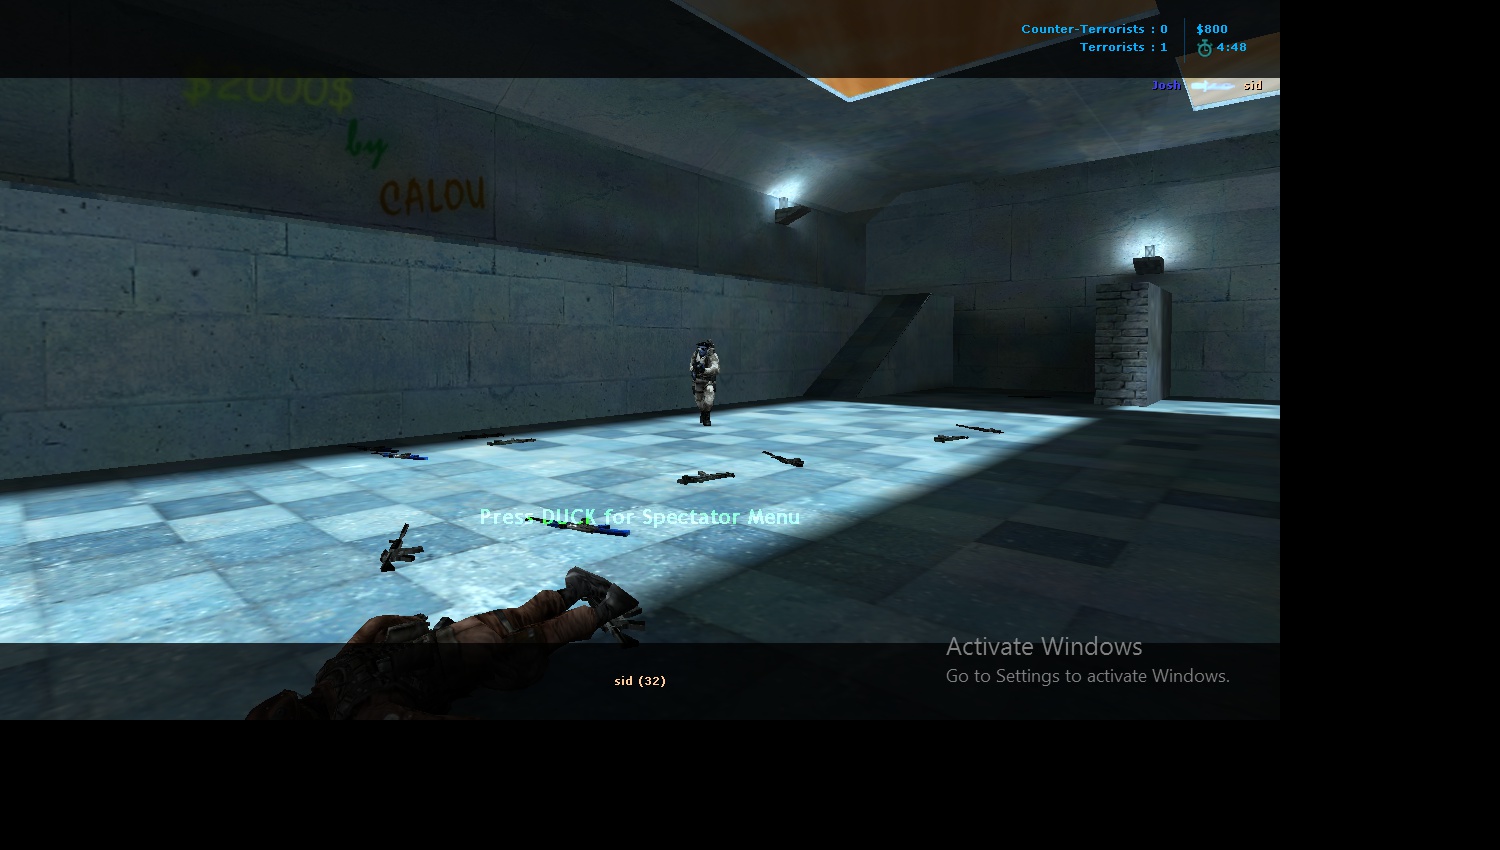 Counter-Terrorists : 0 $800
Terrorists : 1 4:48
Josh sid
$2000$
by
CALOU
Press DUCK for Spectator Menu
Activate Windows
Go to Settings to activate Windows.
sid (32)